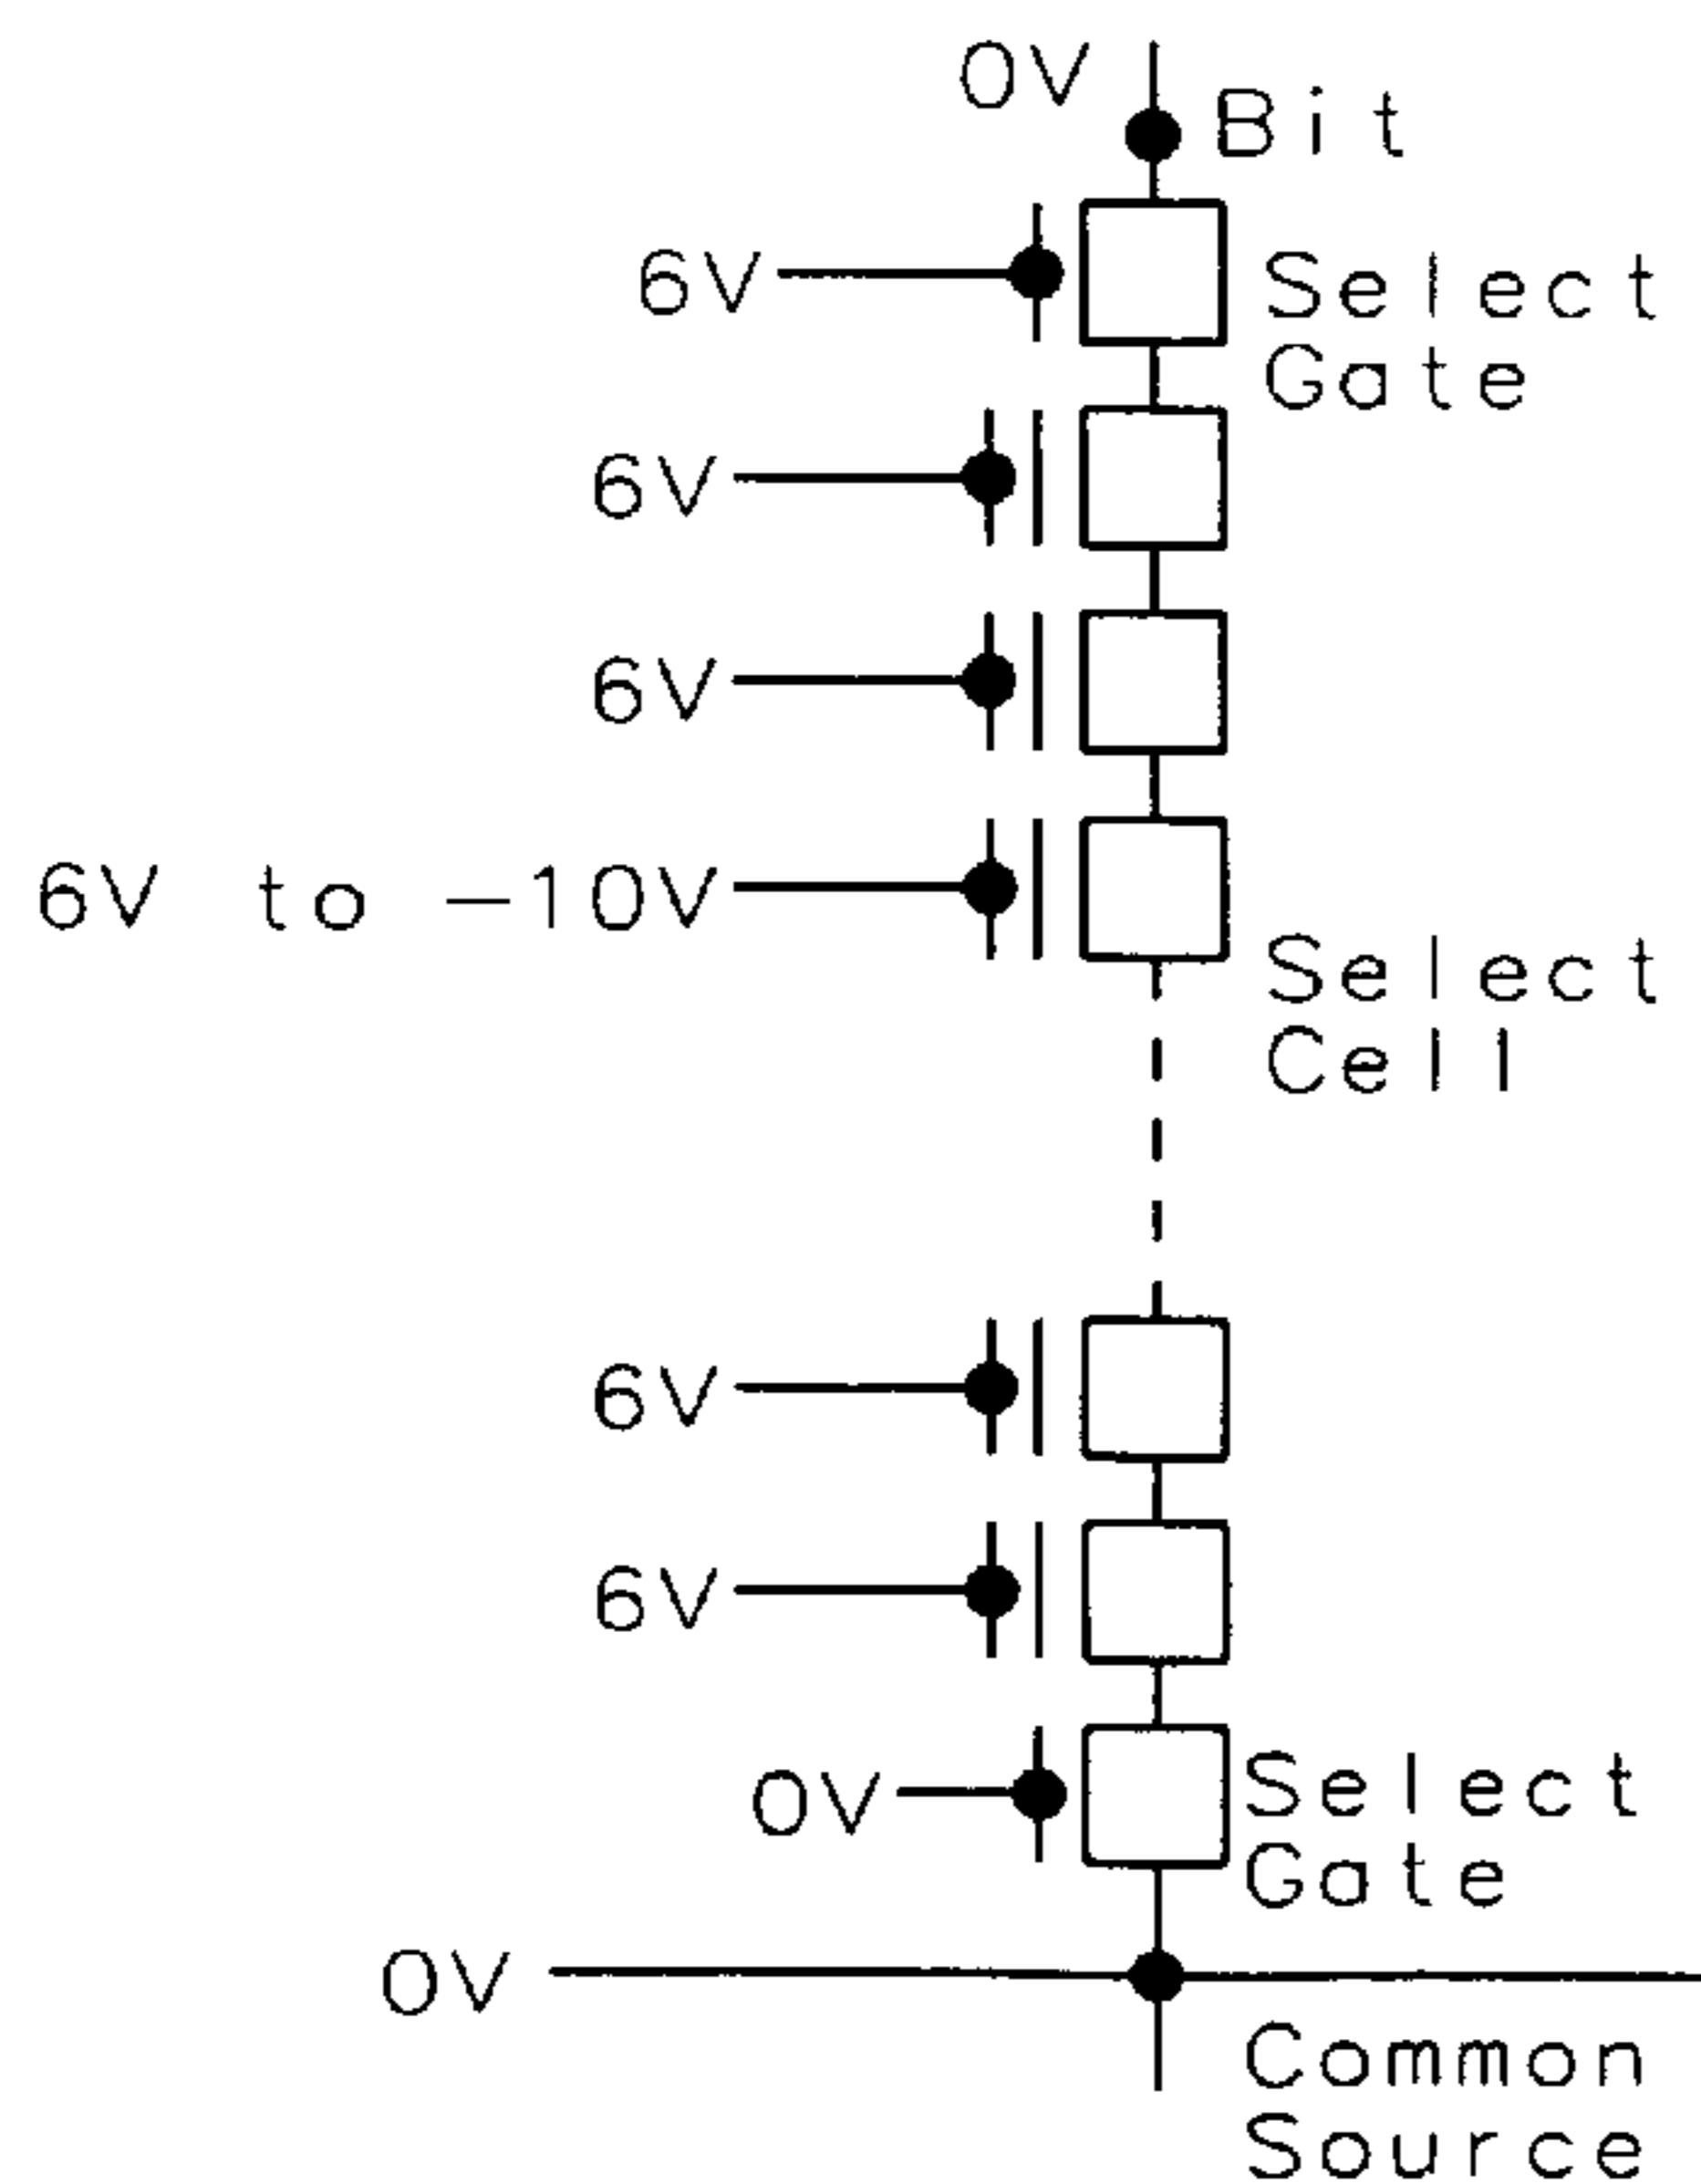 0V
Bit
6V
Select
Gate
6V
6V
6V to -10V
Select
Cell
6V
6V
0V
Select
Gate
0V
Common
Source